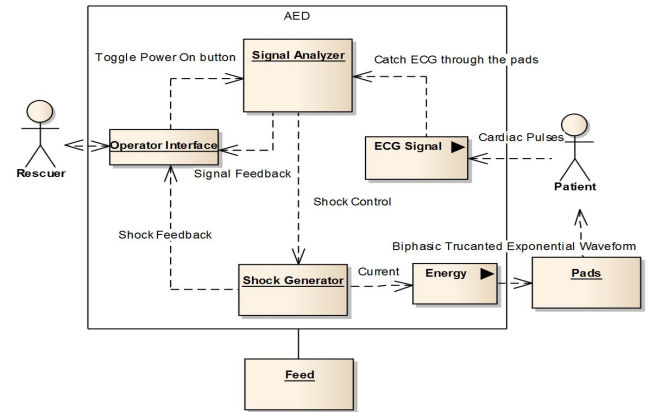 AED
Toggle Power On button
Signal Analyzer
Catch ECG through the pads
Operator Interface
ECG Signal
Cardiac Pulses
Rescuer
Signal Feedback
Patient
Shock Control
Shock Feedback
Biphasic Trucanted Exponential Waveform
Shock Generator
Current
Energy
Pads
Feed